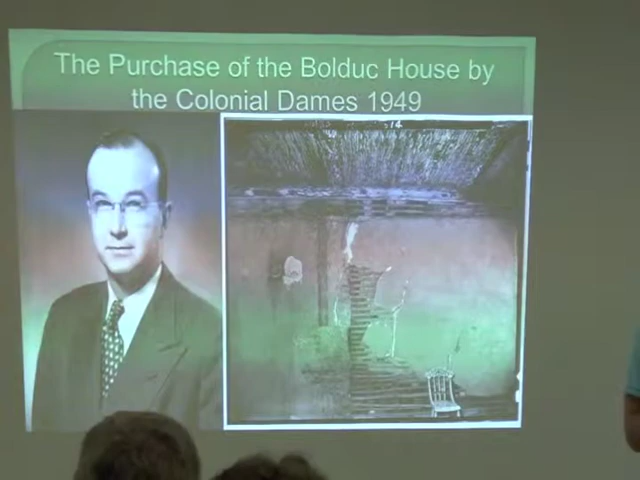 The Purchase of the Bolduc House by
the Colonial Dames 1949